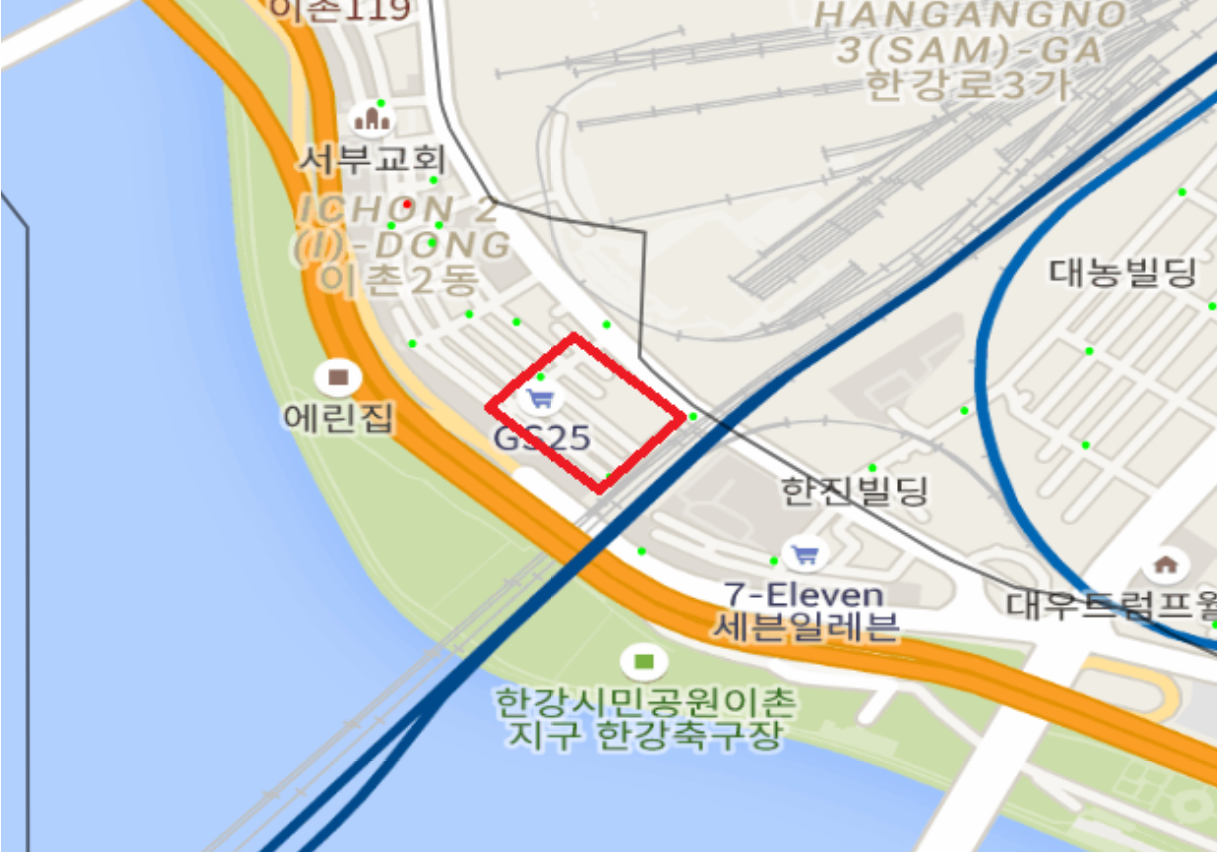 이촌119
HANGANGNO
3(SAM)-GA
한강로3가
서부교회
ICHON 2
(I)-DONG
이촌2동
대농빌딩
에린집
GS25
한진빌딩
7-Eleven
세븐일레븐
대우트럼프월
한강시민공원이촌
지구 한강축구장